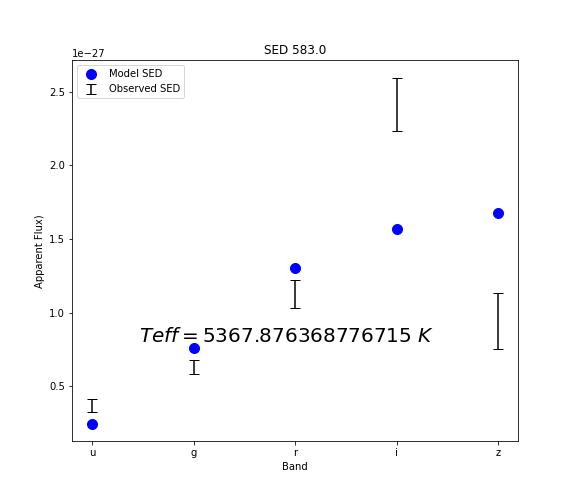 SED 583.0
1e−27
Model SED
Observed SED
2.5
2.0
1.5
1.0
0.5
Apparent Flux)
Teff = 5367.876368776715 K
u g r i z
Band